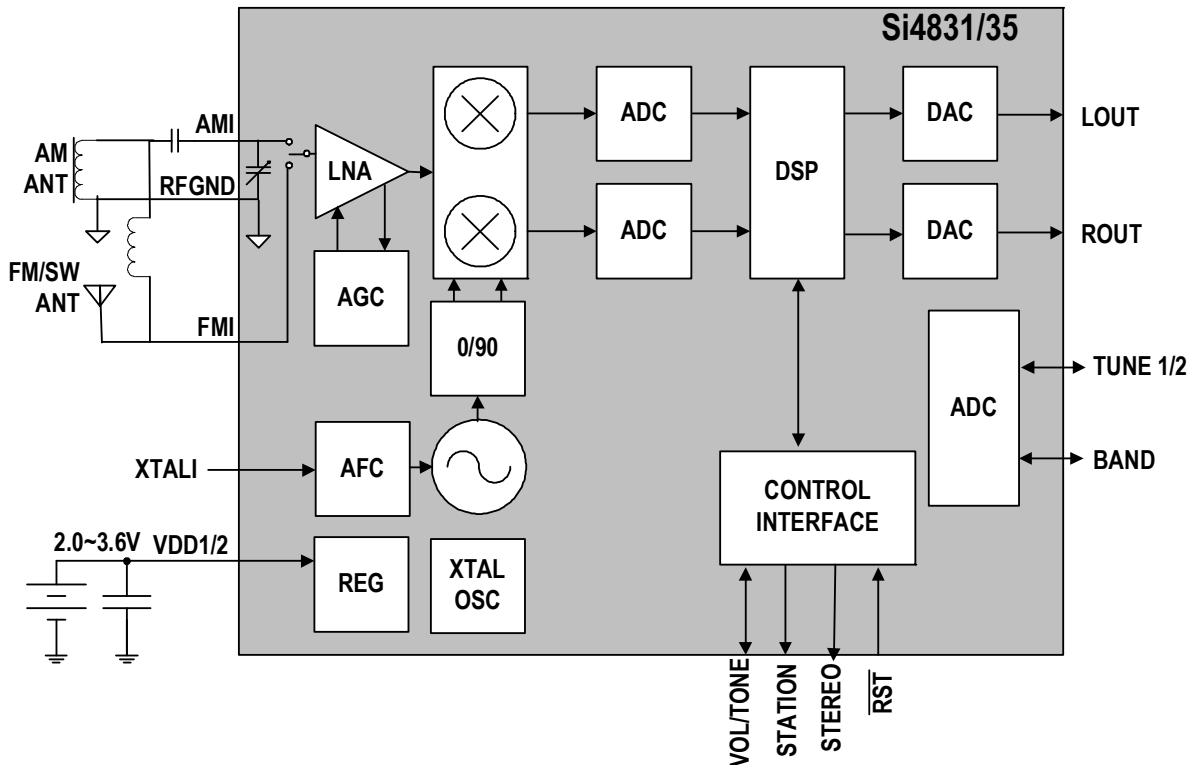 Si4831/35
AMI
AM
ANT
RFGND
LNA
ADC
DSP
DAC
LOUT
ADC
DAC
ROUT
FM/SW
ANT
AGC
FMI
0/90
ADC
TUNE 1/2
BAND
XTALI
AFC
CONTROL
INTERFACE
2.0~3.6V
VDD1/2
REG
XTAL
OSC
VOL/TONE
STATION
STEREO
RST